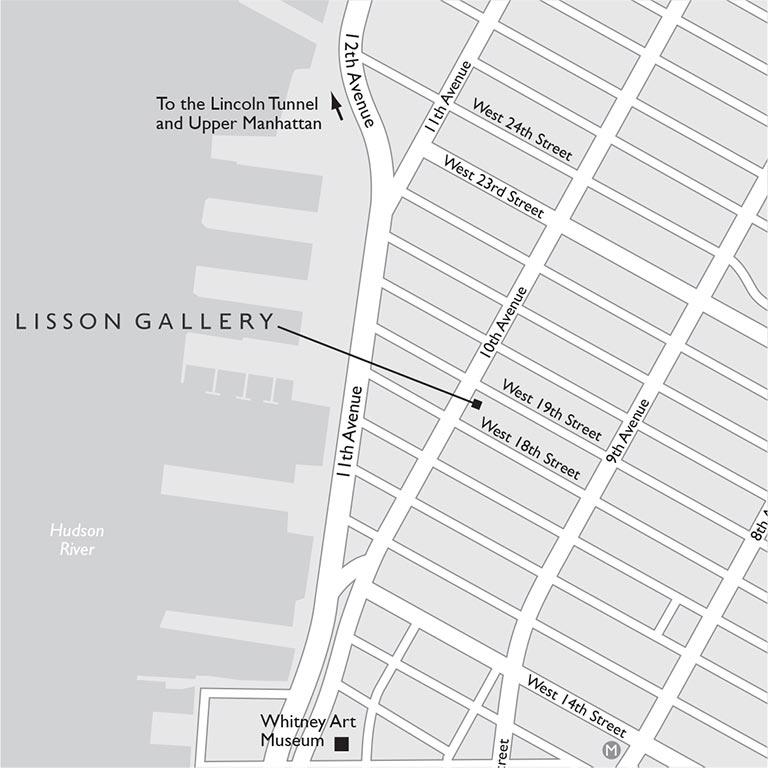 12th Avenue
11th Avenue
To the Lincoln Tunnel
and Upper Manhattan
West 24th Street
West 23rd Street
LISSON GALLERY
10th Avenue
11th Avenue
West 19th Street
West 18th Street
9th Avenue
8th A
Hudson
River
West 14th Street
Whitney Art
Museum
M
reet